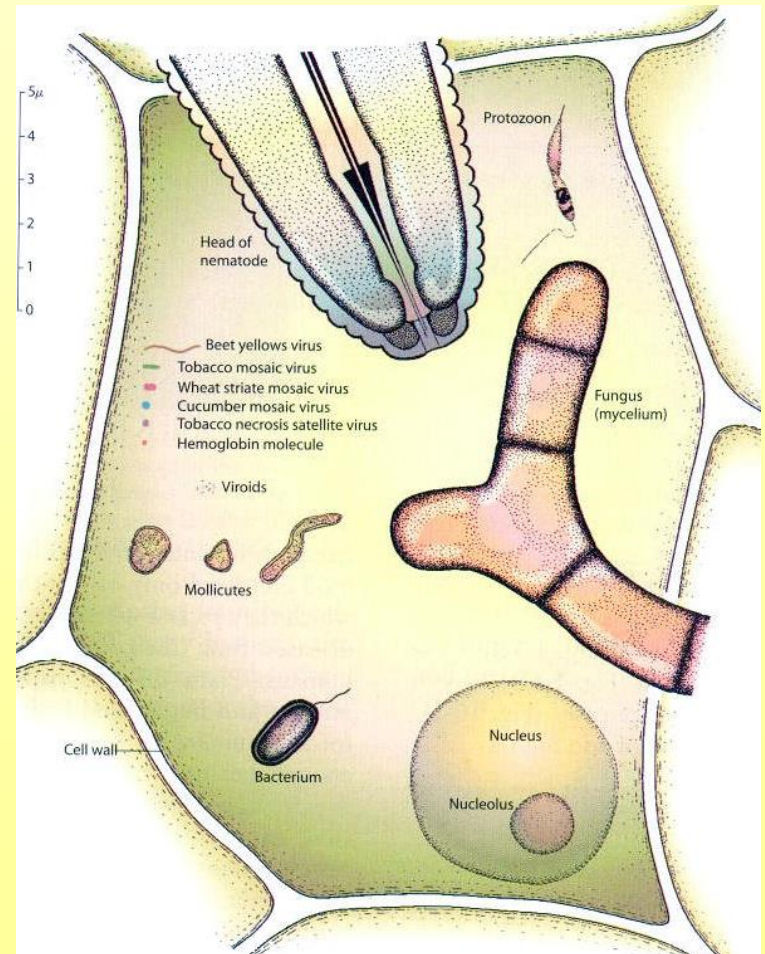 5μ
4
3
2
1
0
Protozoon
Head of
nematode
Beet yellows virus
Tobacco mosaic virus
Wheat striate mosaic virus
Cucumber mosaic virus
Tobacco necrosis satellite virus
Hemoglobin molecule
Fungus
(mycelium)
Viroids
Mollicutes
Cell wall
Bacterium
Nucleus
Nucleolus